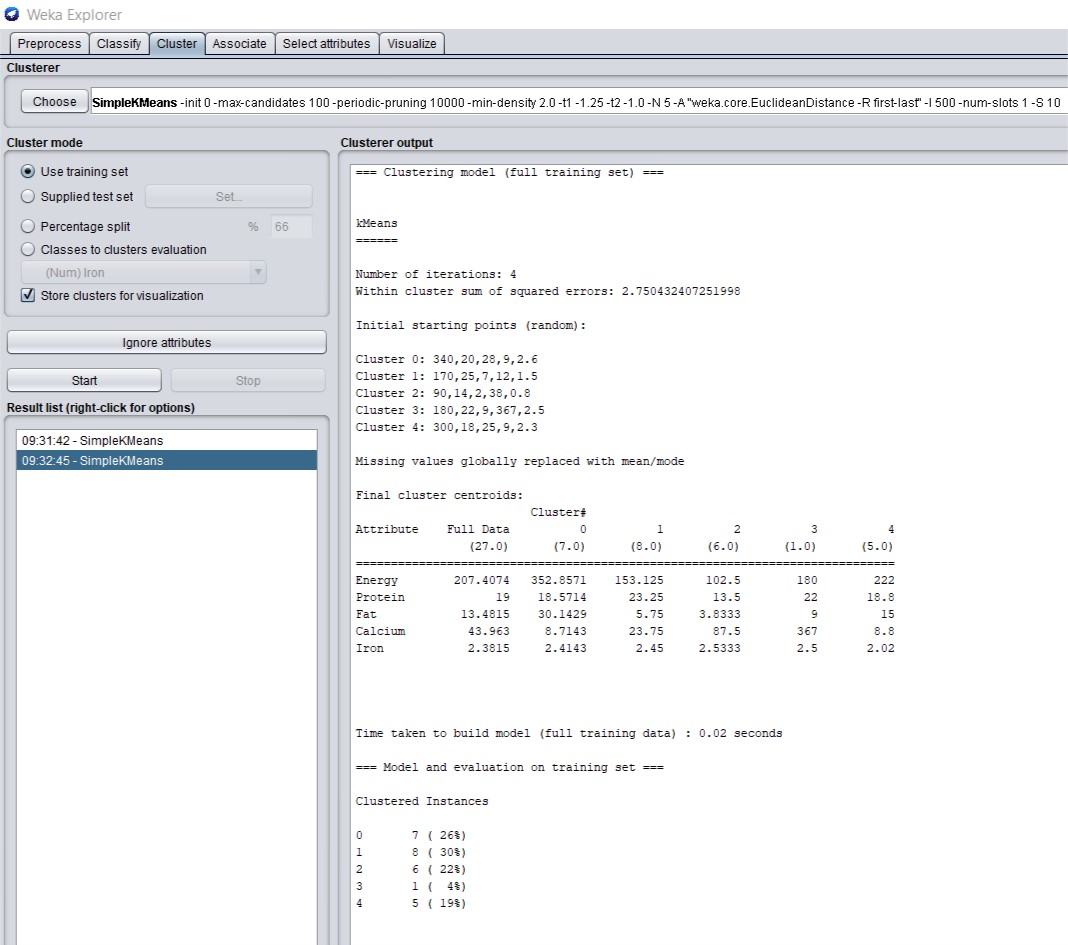 Weka Explorer
Preprocess Classify Cluster Associate Select attributes Visualize
Clusterer
Choose SimpleKMeans -init 0 -max-candidates 100 -periodic-pruning 10000 -min-density 2.0 -t1 -1.25 -t2 -1.0 -N 5 -A "weka.core.EuclideanDistance -R first-last" -I 500 -num-slots 1 -S 10
Cluster mode
Use training set
Supplied test set Set...
Percentage split % 66
Classes to clusters evaluation
(Num) Iron
Store clusters for visualization
Ignore attributes
Start Stop
Result list (right-click for options)
09:31:42 - SimpleKMeans
09:32:45 - SimpleKMeans
Clusterer output
=== Clustering model (full training set) ===
kMeans
======
Number of iterations: 4
Within cluster sum of squared errors: 2.750432407251998
Initial starting points (random):
Cluster 0: 340,20,28,9,2.6
Cluster 1: 170,25,7,12,1.5
Cluster 2: 90,14,2,38,0.8
Cluster 3: 180,22,9,367,2.5
Cluster 4: 300,18,25,9,2.3
Missing values globally replaced with mean/mode
Final cluster centroids:
Cluster#
Attribute Full Data 0 1 2 3 4
(27.0) (7.0) (8.0) (6.0) (1.0) (5.0)
===============================================================================
Energy 207.4074 352.8571 153.125 102.5 180 222
Protein 19 18.5714 23.25 13.5 22 18.8
Fat 13.4815 30.1429 5.75 3.8333 9 15
Calcium 43.963 8.7143 23.75 87.5 367 8.8
Iron 2.3815 2.4143 2.45 2.5333 2.5 2.02
Time taken to build model (full training data) : 0.02 seconds
=== Model and evaluation on training set ===
Clustered Instances
0 7 ( 26%)
1 8 ( 30%)
2 6 ( 22%)
3 1 ( 4%)
4 5 ( 19%)